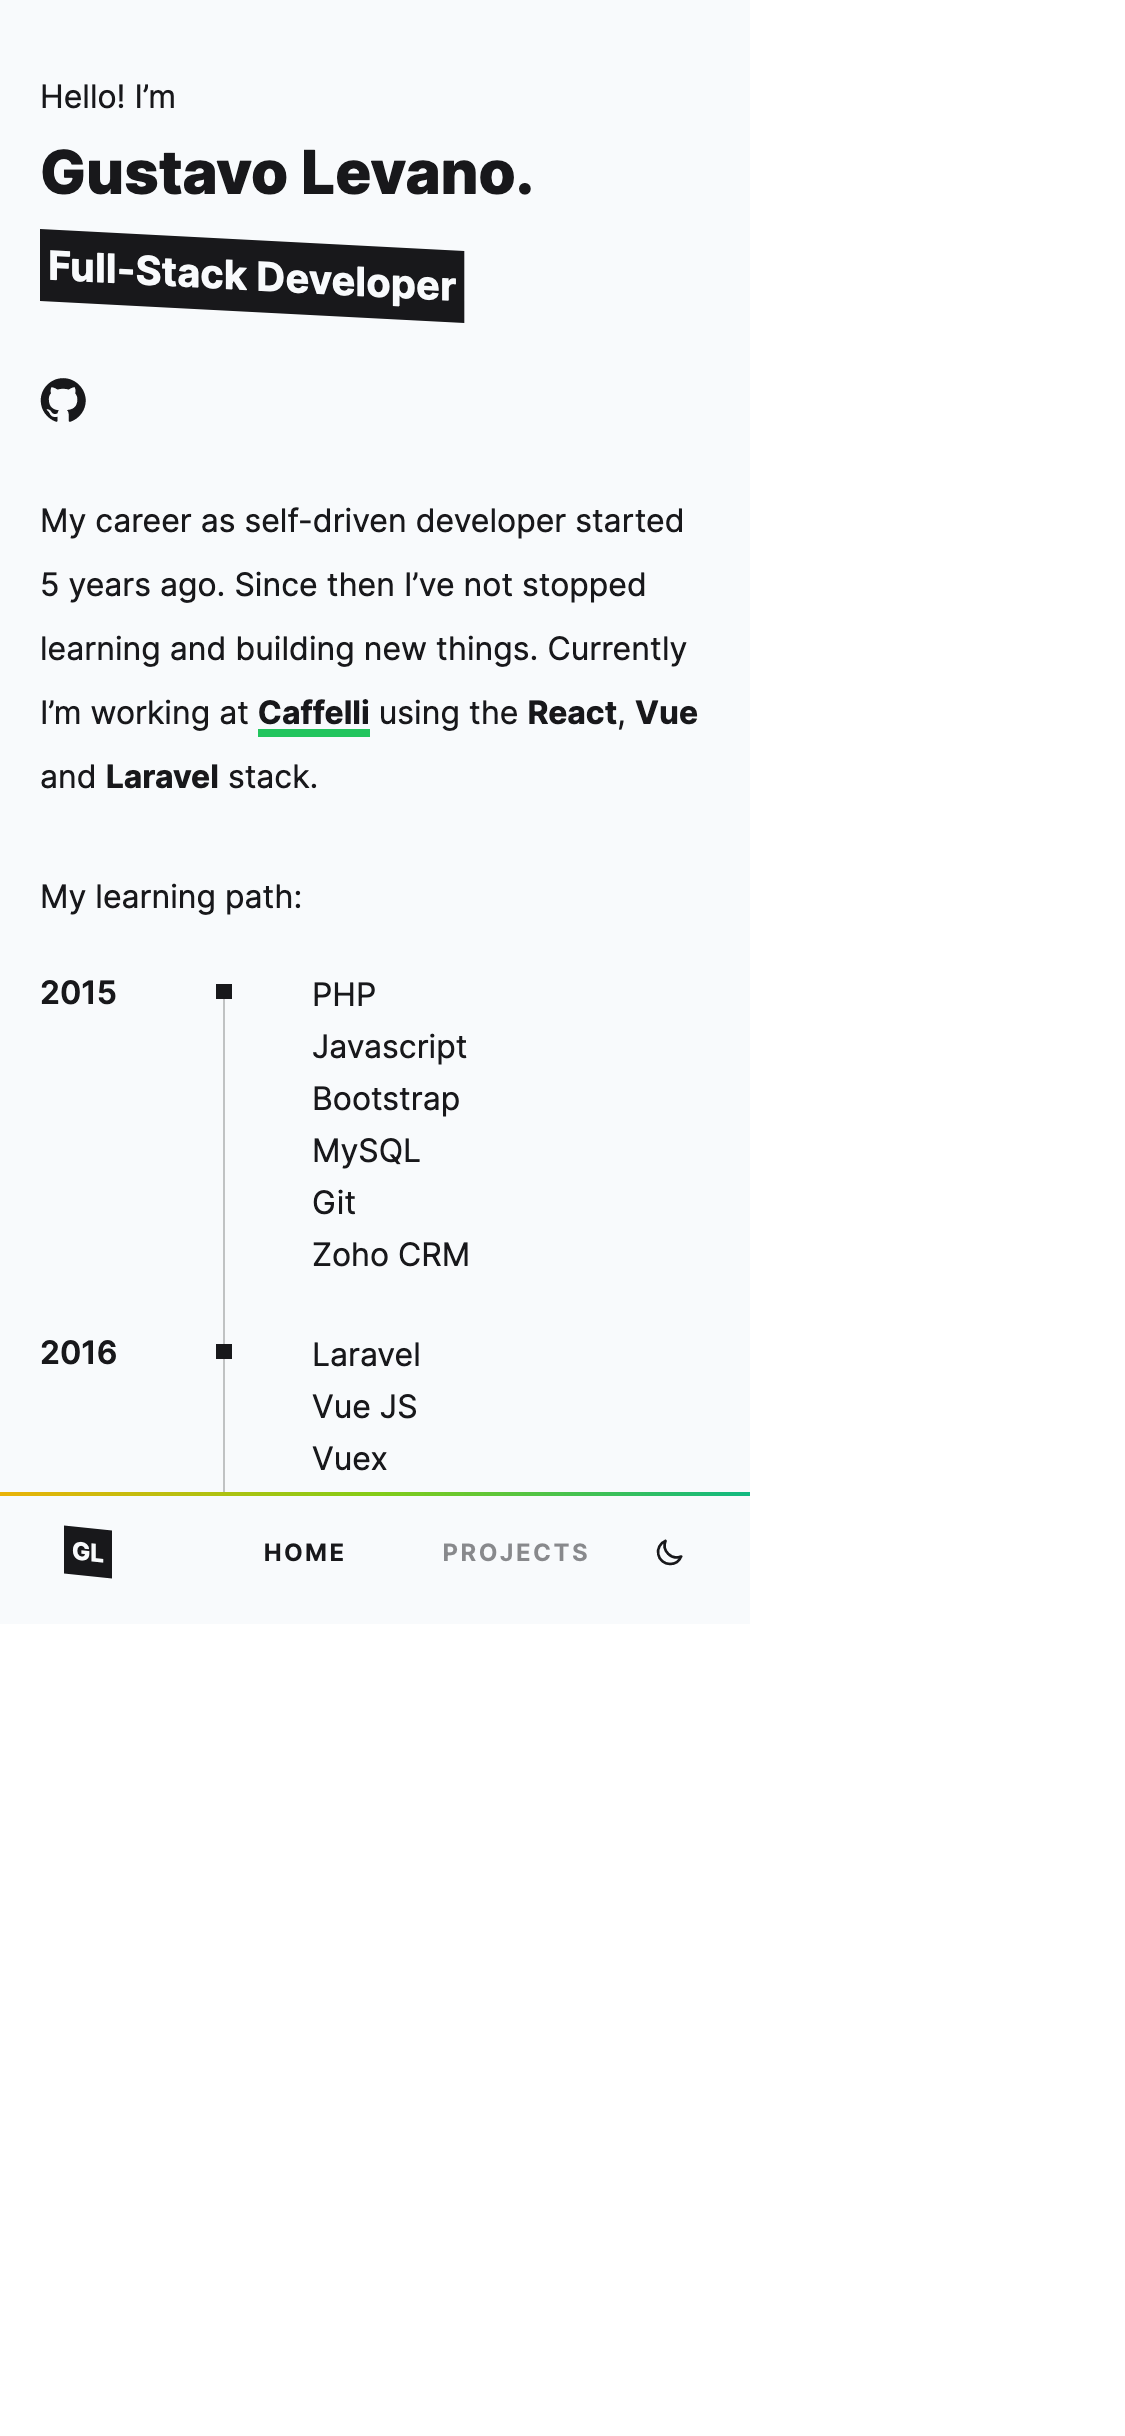 Hello! I’m
Gustavo Levano.
Full-Stack Developer
My career as self-driven developer started
5 years ago. Since then I’ve not stopped
learning and building new things. Currently
I’m working at Caffelli using the React, Vue
and Laravel stack.
My learning path:
2015
PHP
Javascript
Bootstrap
MySQL
Git
Zoho CRM
2016
Laravel
Vue JS
Vuex
GL HOME PROJECTS